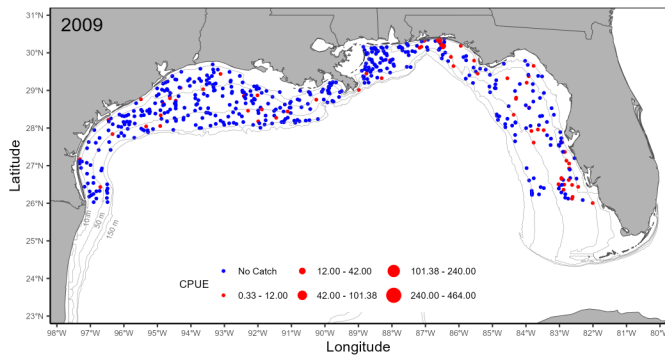 2009
31°N
30°N
29°N
28°N
27°N
26°N
25°N
24°N
23°N
Latitude
10 m
50 m
150 m
CPUE
No Catch
12.00 - 42.00
101.38 - 240.00
0.33 - 12.00
42.00 - 101.38
240.00 - 464.00
98°W 97°W 96°W 95°W 94°W 93°W 92°W 91°W 90°W 89°W 88°W 87°W 86°W 85°W 84°W 83°W 82°W 81°W 80°W
Longitude